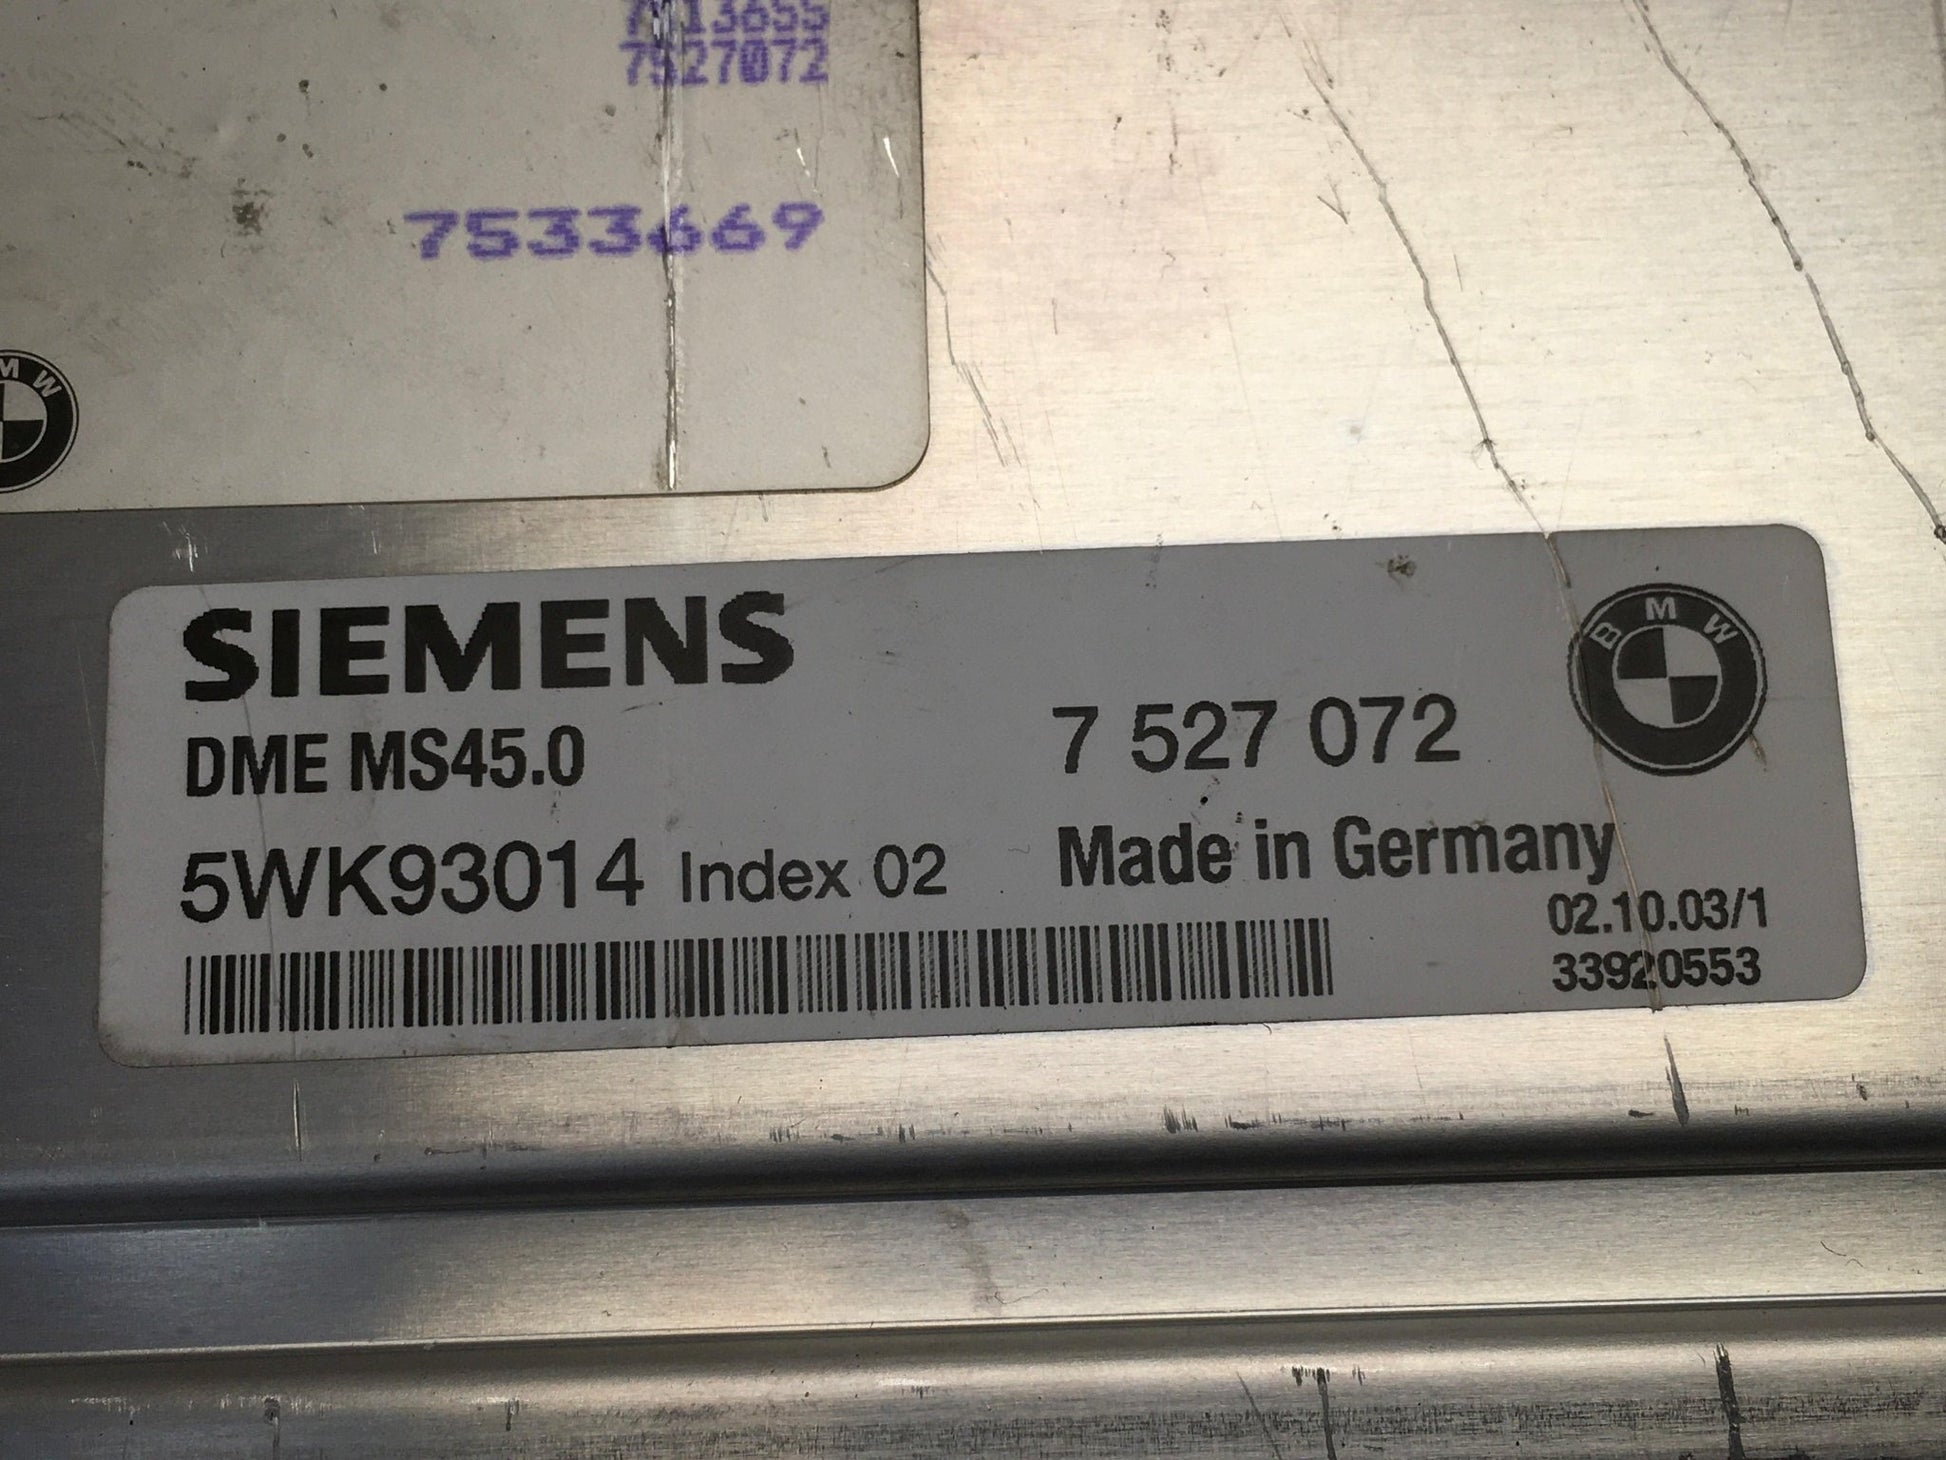 7527072
7533669
BMW
SIEMENS
DME MS45.0
7 527 072
BMW
5WK93014 Index 02
Made in Germany
02.10.03/1
33920553